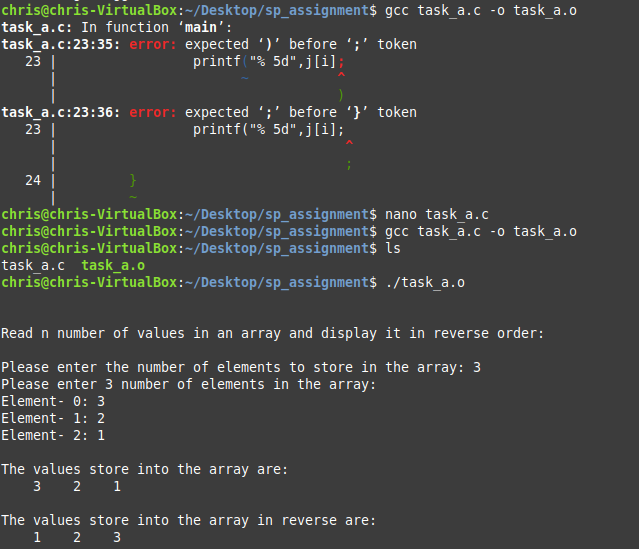 chris@chris-VirtualBox:~/Desktop/sp_assignment$ gcc task_a.c -o task_a.o
task_a.c: In function ‘main’:
task_a.c:23:35: error: expected ‘)’ before ‘;’ token
   23 |                 printf("% 5d",j[i];
      |                       ~           ^
      |                                   )
task_a.c:23:36: error: expected ‘;’ before ‘}’ token
   23 |                 printf("% 5d",j[i];
      |                                    ^
      |                                    ;
   24 |         }
      |         ~
chris@chris-VirtualBox:~/Desktop/sp_assignment$ nano task_a.c
chris@chris-VirtualBox:~/Desktop/sp_assignment$ gcc task_a.c -o task_a.o
chris@chris-VirtualBox:~/Desktop/sp_assignment$ ls
task_a.c  task_a.o
chris@chris-VirtualBox:~/Desktop/sp_assignment$ ./task_a.o
Read n number of values in an array and display it in reverse order:
Please enter the number of elements to store in the array: 3
Please enter 3 number of elements in the array:
Element- 0: 3
Element- 1: 2
Element- 2: 1
The values store into the array are:
    3    2    1
The values store into the array in reverse are:
    1    2    3